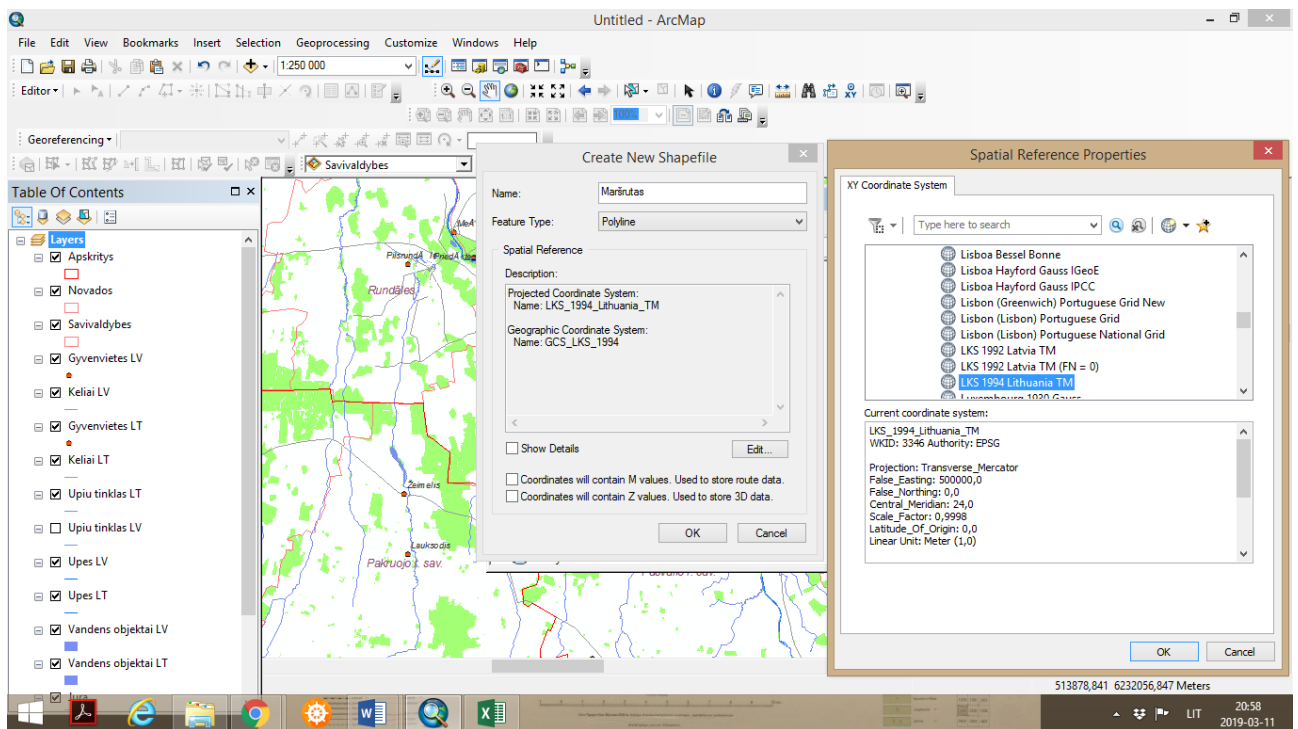 Untitled - ArcMap
File Edit View Bookmarks Insert Selection Geoprocessing Customize Windows Help
1:250 000
Editor
100%
Georeferencing
Savivaldybes
Table Of Contents
Layers
Apskritys
Novados
Savivaldybes
Gyvenvietes LV
Keliai LV
Gyvenvietes LT
Keliai LT
Upiu tinklas LT
Upiu tinklas LV
Upes LV
Upes LT
Vandens objektai LV
Vandens objektai LT
Jura
Rundāles
Žeimelis
Lauksodis
Pakruojo r. sav.
Create New Shapefile
Name: Maršrutas
Feature Type: Polyline
Spatial Reference
Description:
Projected Coordinate System:
Name: LKS_1994_Lithuania_TM
Geographic Coordinate System:
Name: GCS_LKS_1994
Show Details
Edit...
Coordinates will contain M values. Used to store route data.
Coordinates will contain Z values. Used to store 3D data.
OK Cancel
Spatial Reference Properties
XY Coordinate System
Type here to search
Lisboa Bessel Bonne
Lisboa Hayford Gauss IGeoE
Lisboa Hayford Gauss IPCC
Lisbon (Greenwich) Portuguese Grid New
Lisbon (Lisbon) Portuguese Grid
Lisbon (Lisbon) Portuguese National Grid
LKS 1992 Latvia TM
LKS 1992 Latvia TM (FN = 0)
LKS 1994 Lithuania TM
Luxembourg 1930 Gauss
Current coordinate system:
LKS_1994_Lithuania_TM
WKID: 3346 Authority: EPSG
Projection: Transverse_Mercator
False_Easting: 500000,0
False_Northing: 0,0
Central_Meridian: 24,0
Scale_Factor: 0,9998
Latitude_Of_Origin: 0,0
Linear Unit: Meter (1,0)
OK Cancel
513878,841 6232056,847 Meters
LIT
20:58
2019-03-11